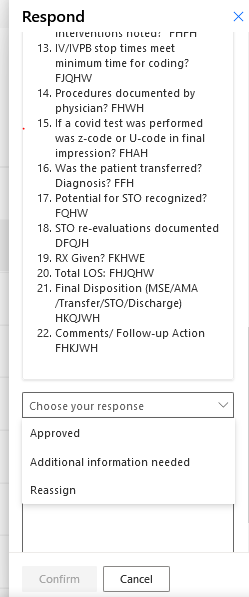 Respond
interventions noted? FHFH
13. IV/IVPB stop times meet
minimum time for coding?
FJQHW
14. Procedures documented by
physician? FHWH
15. If a covid test was performed
was z-code or U-code in final
impression? FHAH
16. Was the patient transferred?
Diagnosis? FFH
17. Potential for STO recognized?
FQHW
18. STO re-evaluations documented
DFQJH
19. RX Given? FKHWE
20. Total LOS: FHJQHW
21. Final Disposition (MSE/AMA
/Transfer/STO/Discharge)
HKQJWH
22. Comments/ Follow-up Action
FHKJWH
Choose your response
Approved
Additional information needed
Reassign
Confirm
Cancel